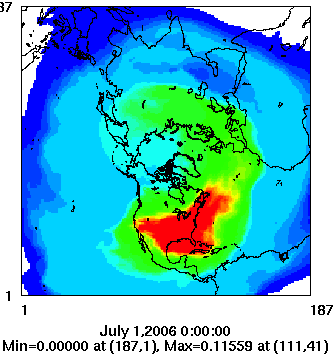 187
1
1
187
July 1,2006 0:00:00
Min=0.00000 at (187,1), Max=0.11559 at (111,41)